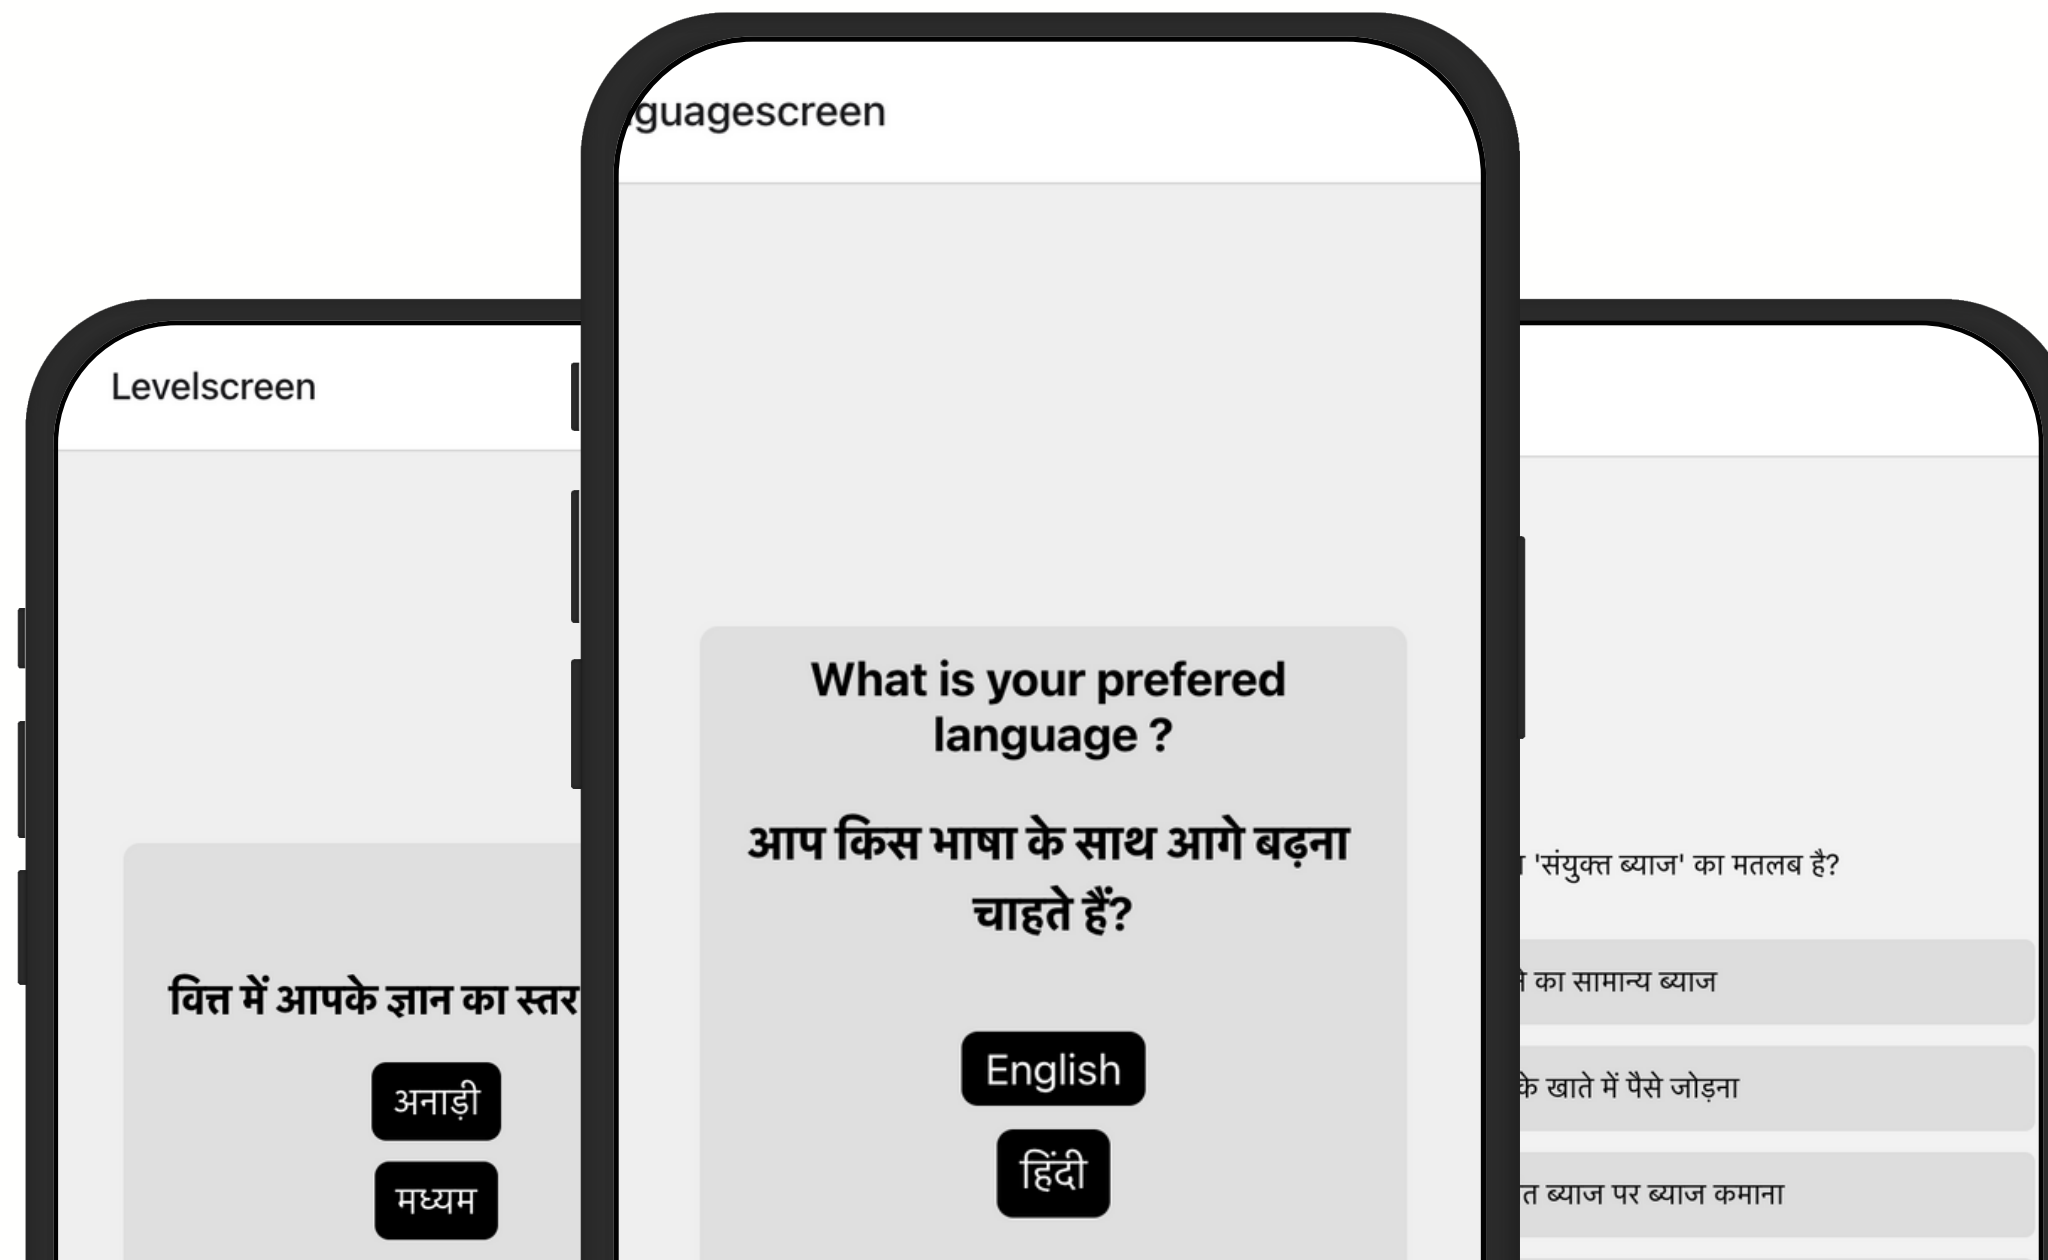 guagescreen
What is your prefered
language ?
आप किस भाषा के साथ आगे बढ़ना
चाहते हैं?
English
हिंदी
Levelscreen
वित्त में आपके ज्ञान का स्तर
अनाड़ी
मध्यम
'संयुक्त ब्याज' का मतलब है?
का सामान्य ब्याज
के खाते में पैसे जोड़ना
ब्याज पर ब्याज कमाना